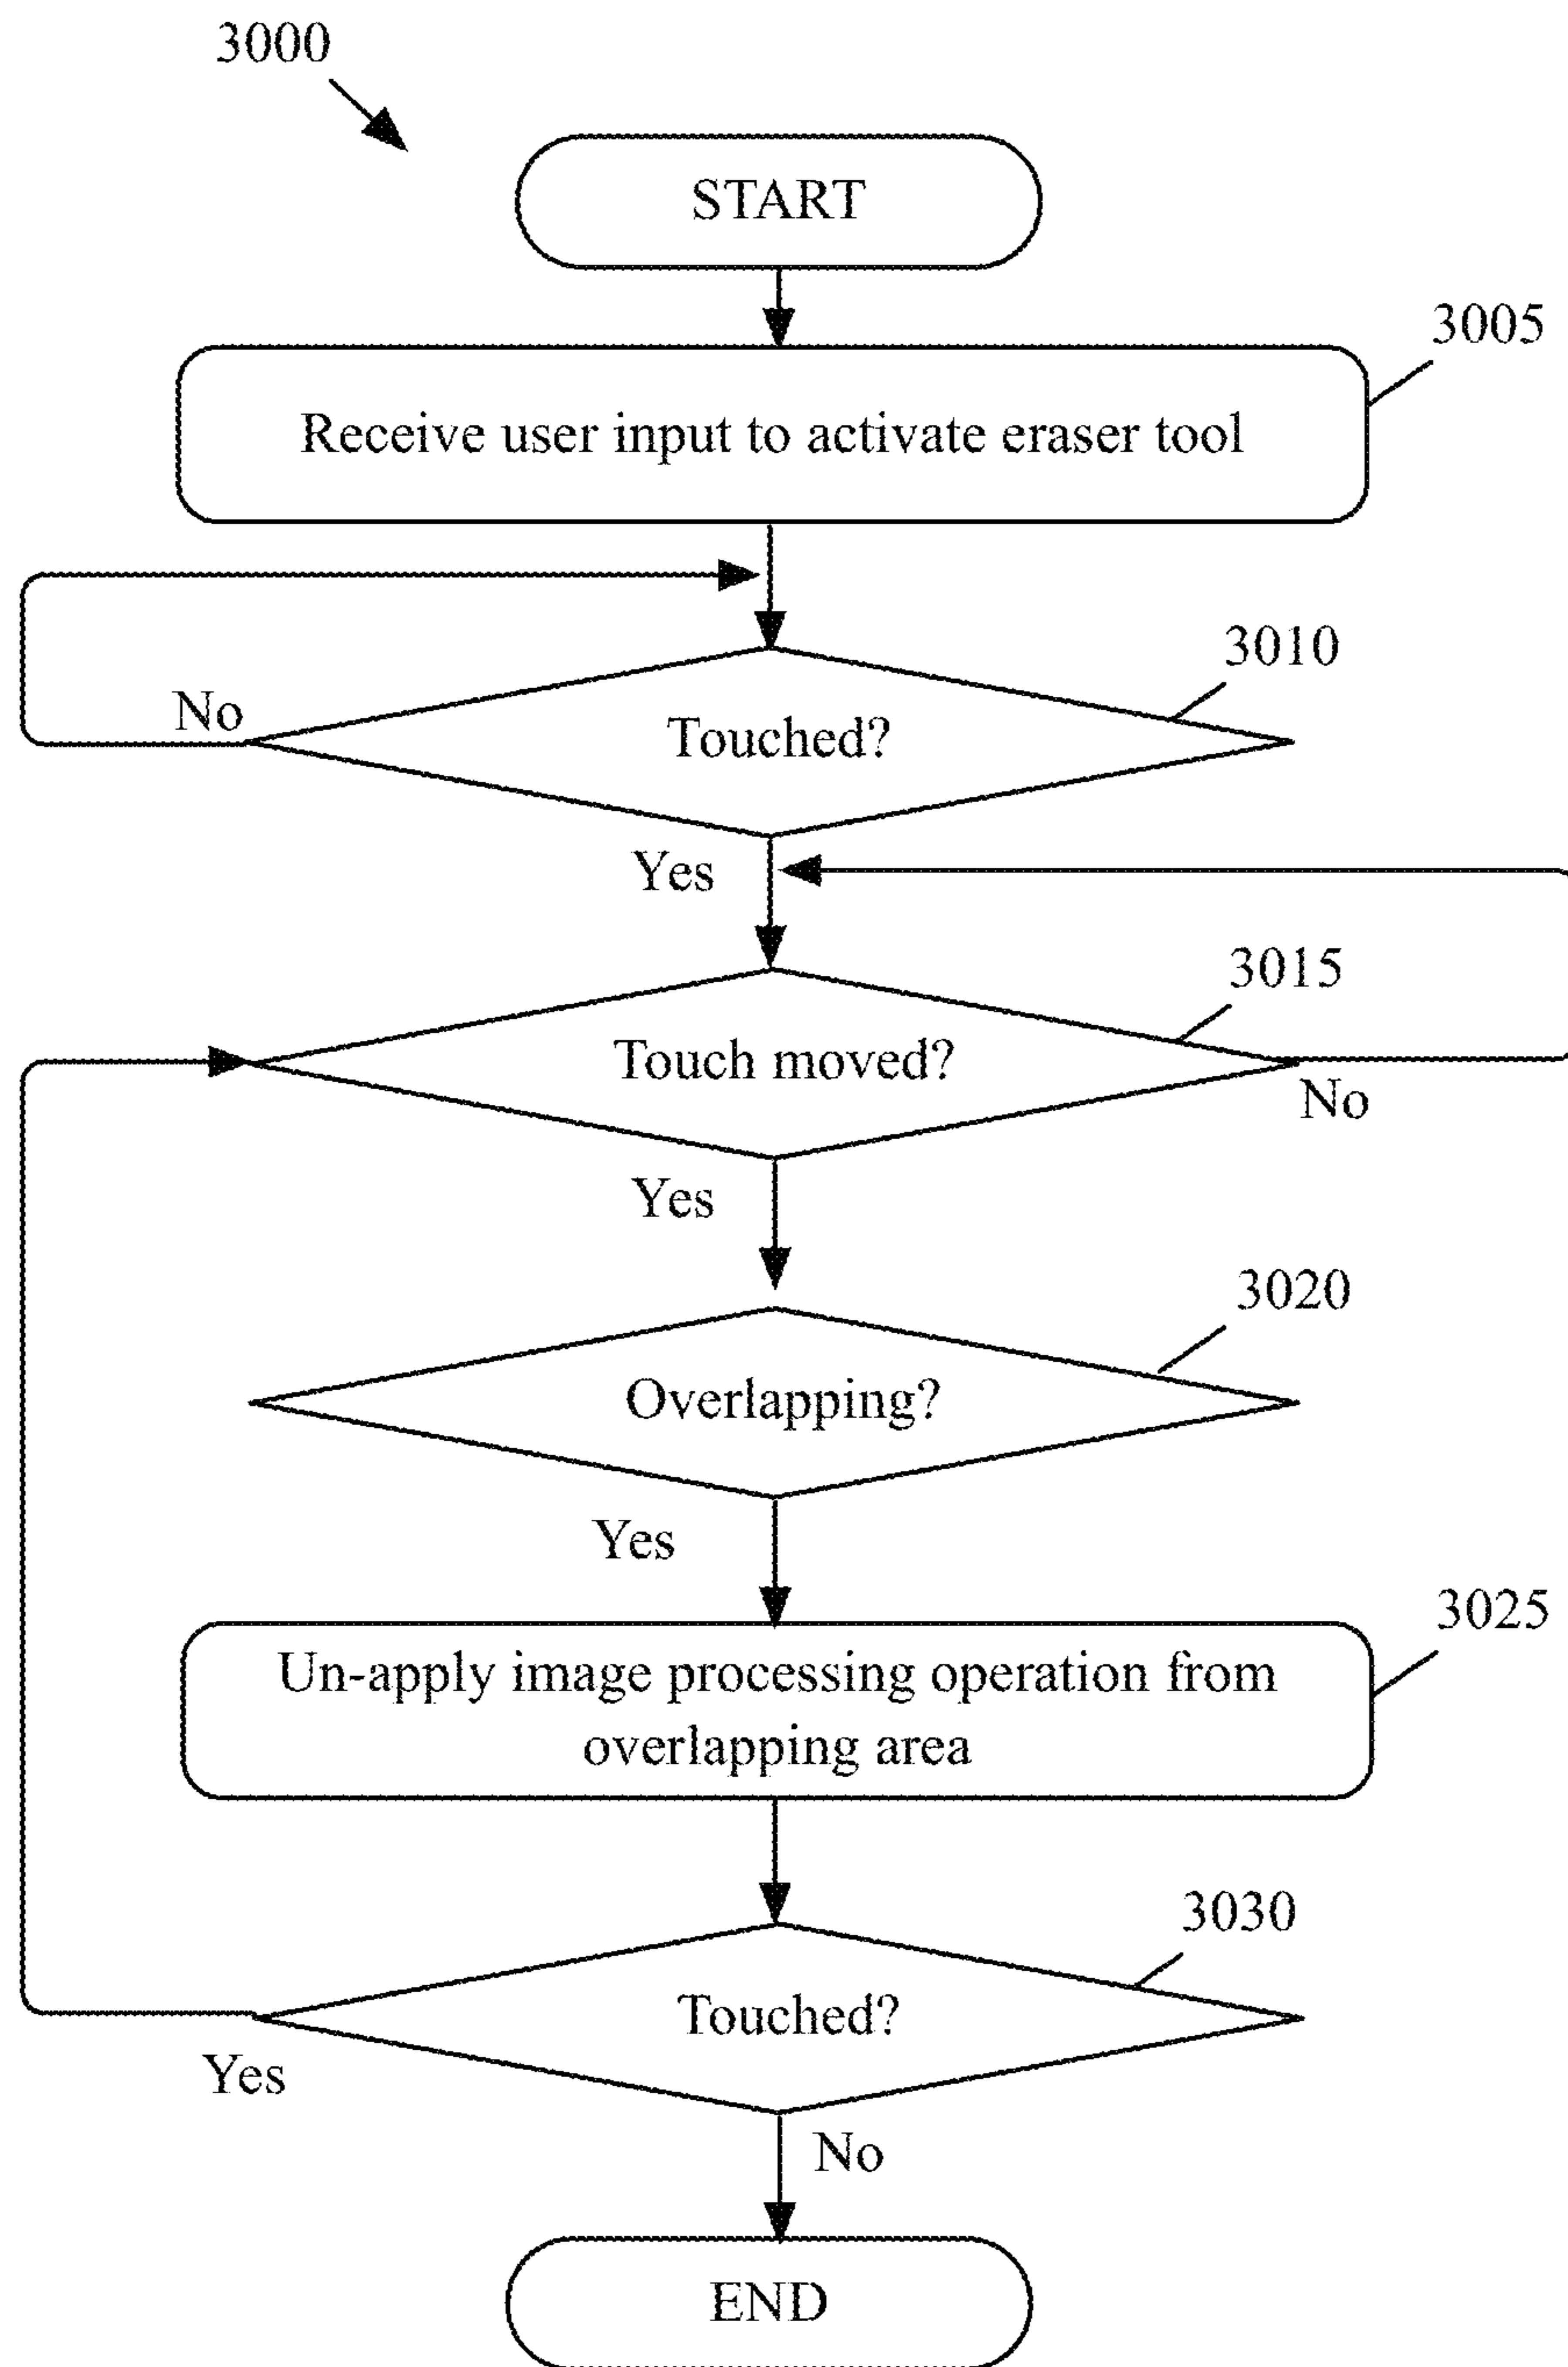 3000
START
3005
Receive user input to activate eraser tool
3010
No
Touched?
Yes
3015
Touch moved?
No
Yes
3020
Overlapping?
Yes
3025
Un-apply image processing operation from
overlapping area
3030
Touched?
Yes
No
END